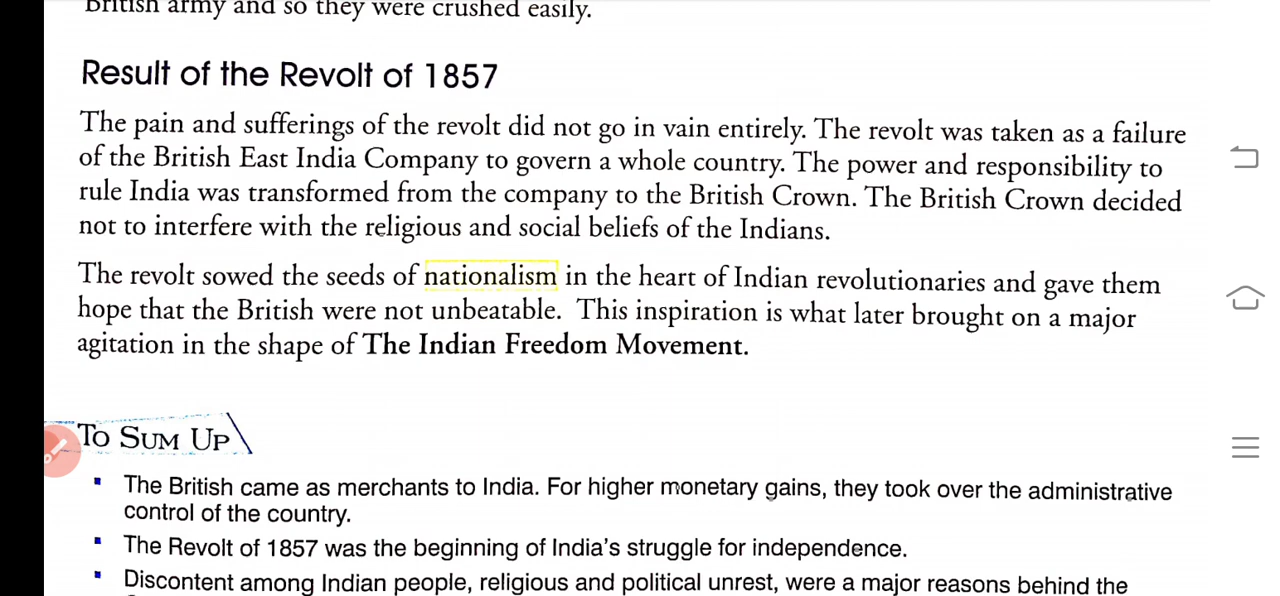 British army and so they were crushed easily.
Result of the Revolt of 1857
The pain and sufferings of the revolt did not go in vain entirely. The revolt was taken as a failure
of the British East India Company to govern a whole country. The power and responsibility to
rule India was transformed from the company to the British Crown. The British Crown decided
not to interfere with the religious and social beliefs of the Indians.
The revolt sowed the seeds of nationalism in the heart of Indian revolutionaries and gave them
hope that the British were not unbeatable. This inspiration is what later brought on a major
agitation in the shape of The Indian Freedom Movement.
TO SUM UP
The British came as merchants to India. For higher monetary gains, they took over the administrative
control of the country.
The Revolt of 1857 was the beginning of India's struggle for independence.
Discontent among Indian people, religious and political unrest, were a major reasons behind the